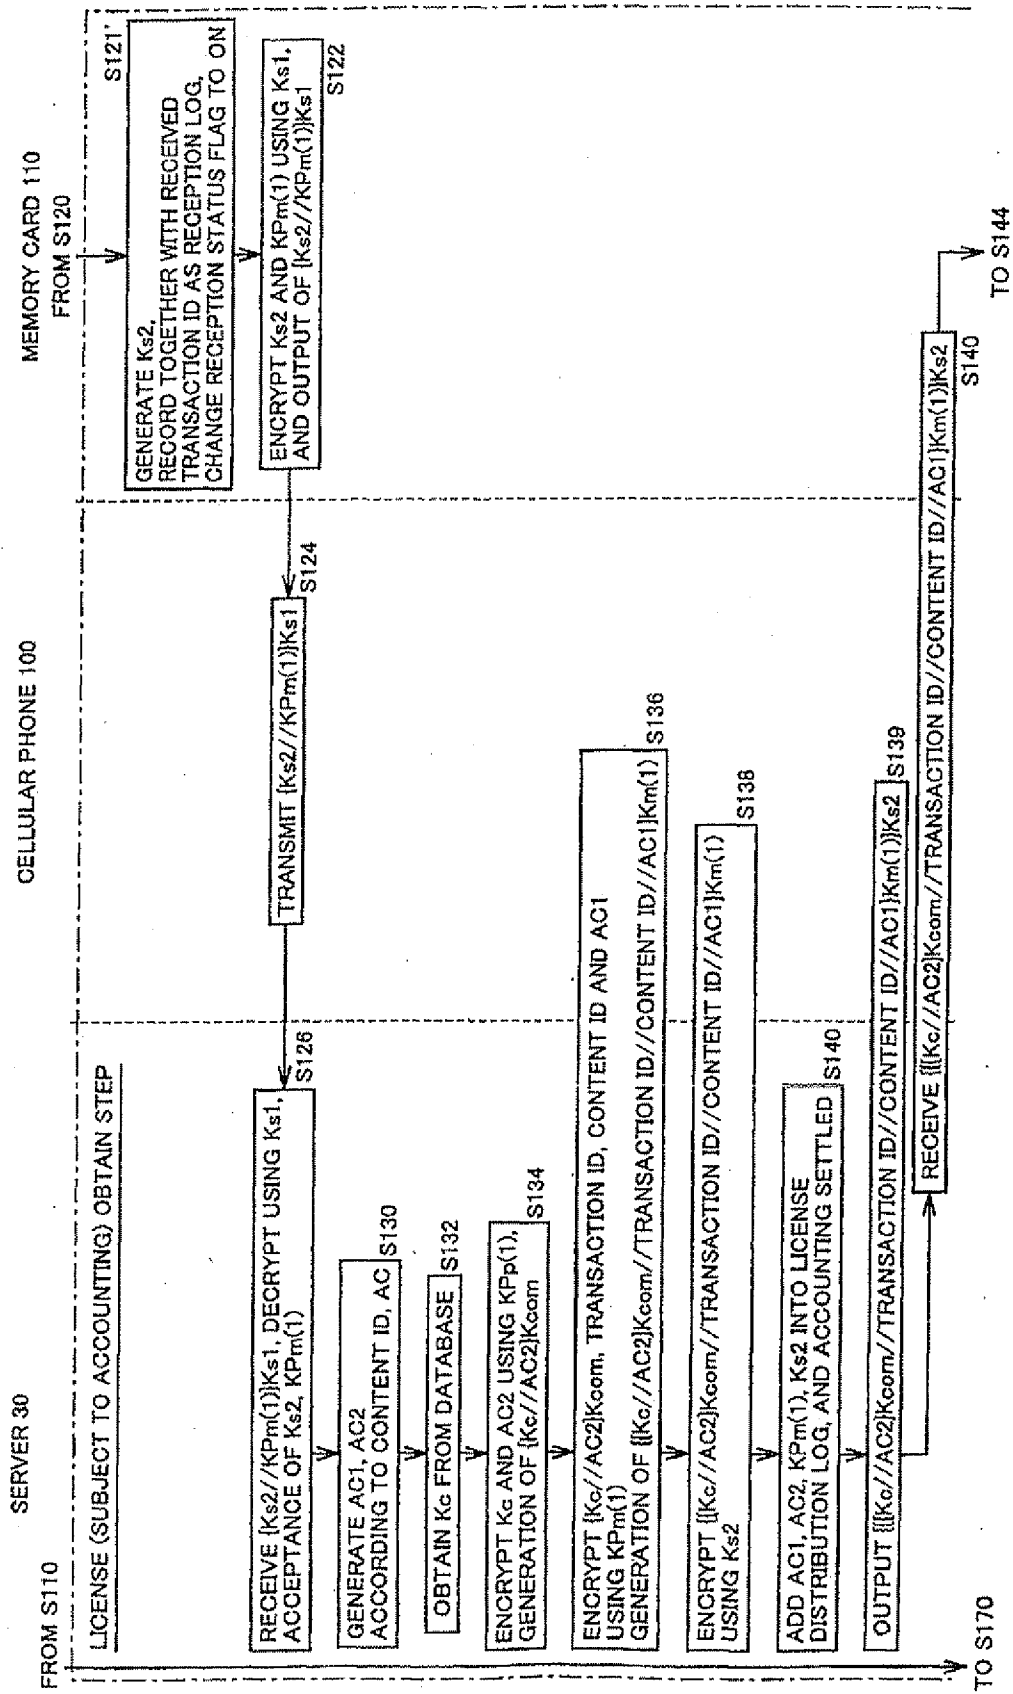 SERVER 30
CELLULAR PHONE 100
MEMORY CARD 110
FROM S110
FROM S120
LICENSE (SUBJECT TO ACCOUNTING) OBTAIN STEP
S121'
GENERATE Ks2,
RECORD TOGETHER WITH RECEIVED
TRANSACTION ID AS RECEPTION LOG,
CHANGE RECEPTION STATUS FLAG TO ON
ENCRYPT Ks2 AND KPm(1) USING Ks1,
AND OUTPUT OF {Ks2//KPm(1)}Ks1
S122
TRANSMIT {Ks2//KPm(1)}Ks1
S124
RECEIVE {Ks2//KPm(1)}Ks1, DECRYPT USING Ks1,
ACCEPTANCE OF Ks2, KPm(1)
S126
GENERATE AC1, AC2
ACCORDING TO CONTENT ID, AC
S130
OBTAIN Kc FROM DATABASE
S132
ENCRYPT Kc AND AC2 USING KPp(1),
GENERATION OF {Kc//AC2}Kcom
S134
ENCRYPT {Kc//AC2}Kcom, TRANSACTION ID, CONTENT ID AND AC1
USING KPm(1)
GENERATION OF {{Kc//AC2}Kcom//TRANSACTION ID//CONTENT ID//AC1}Km(1)
S136
ENCRYPT {{Kc//AC2}Kcom//TRANSACTION ID//CONTENT ID//AC1}Km(1)
USING Ks2
S138
ADD AC1, AC2, KPm(1), Ks2 INTO LICENSE
DISTRIBUTION LOG, AND ACCOUNTING SETTLED
S140
OUTPUT {{{Kc//AC2}Kcom//TRANSACTION ID//CONTENT ID//AC1}Km(1)}Ks2
S139
RECEIVE {{{Kc//AC2}Kcom//TRANSACTION ID//CONTENT ID//AC1}Km(1)}Ks2
S140
TO S170
TO S144